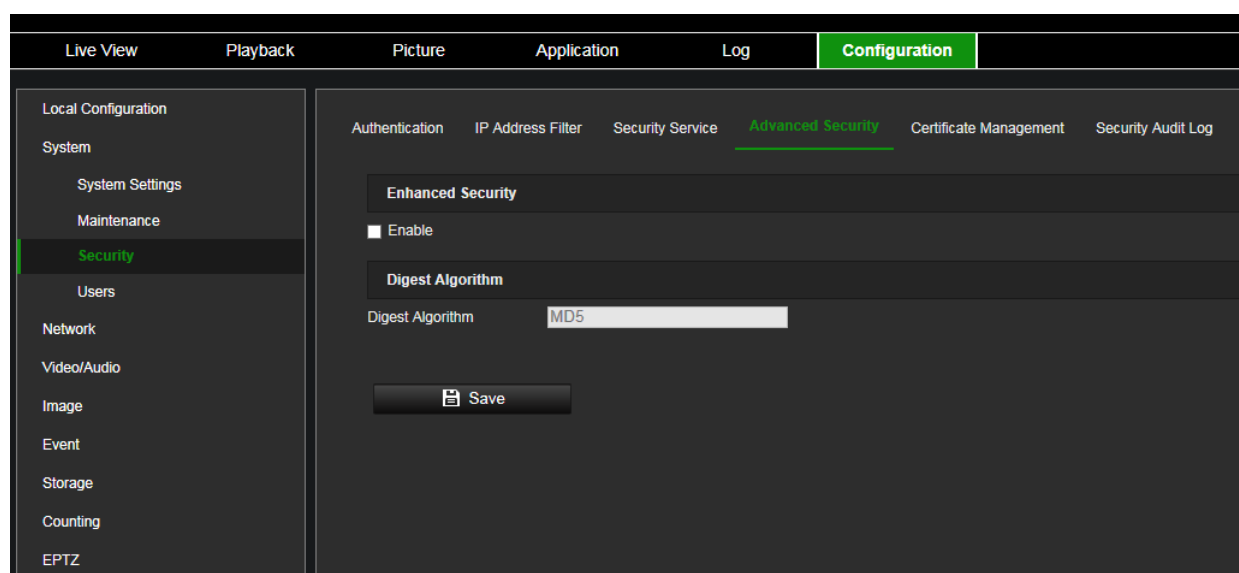 Live View Playback Picture Application Log Configuration
Local Configuration
System
System Settings
Maintenance
Security
Users
Network
Video/Audio
Image
Event
Storage
Counting
EPTZ
Authentication IP Address Filter Security Service Advanced Security Certificate Management Security Audit Log
Enhanced Security
Enable
Digest Algorithm
Digest Algorithm MD5
Save